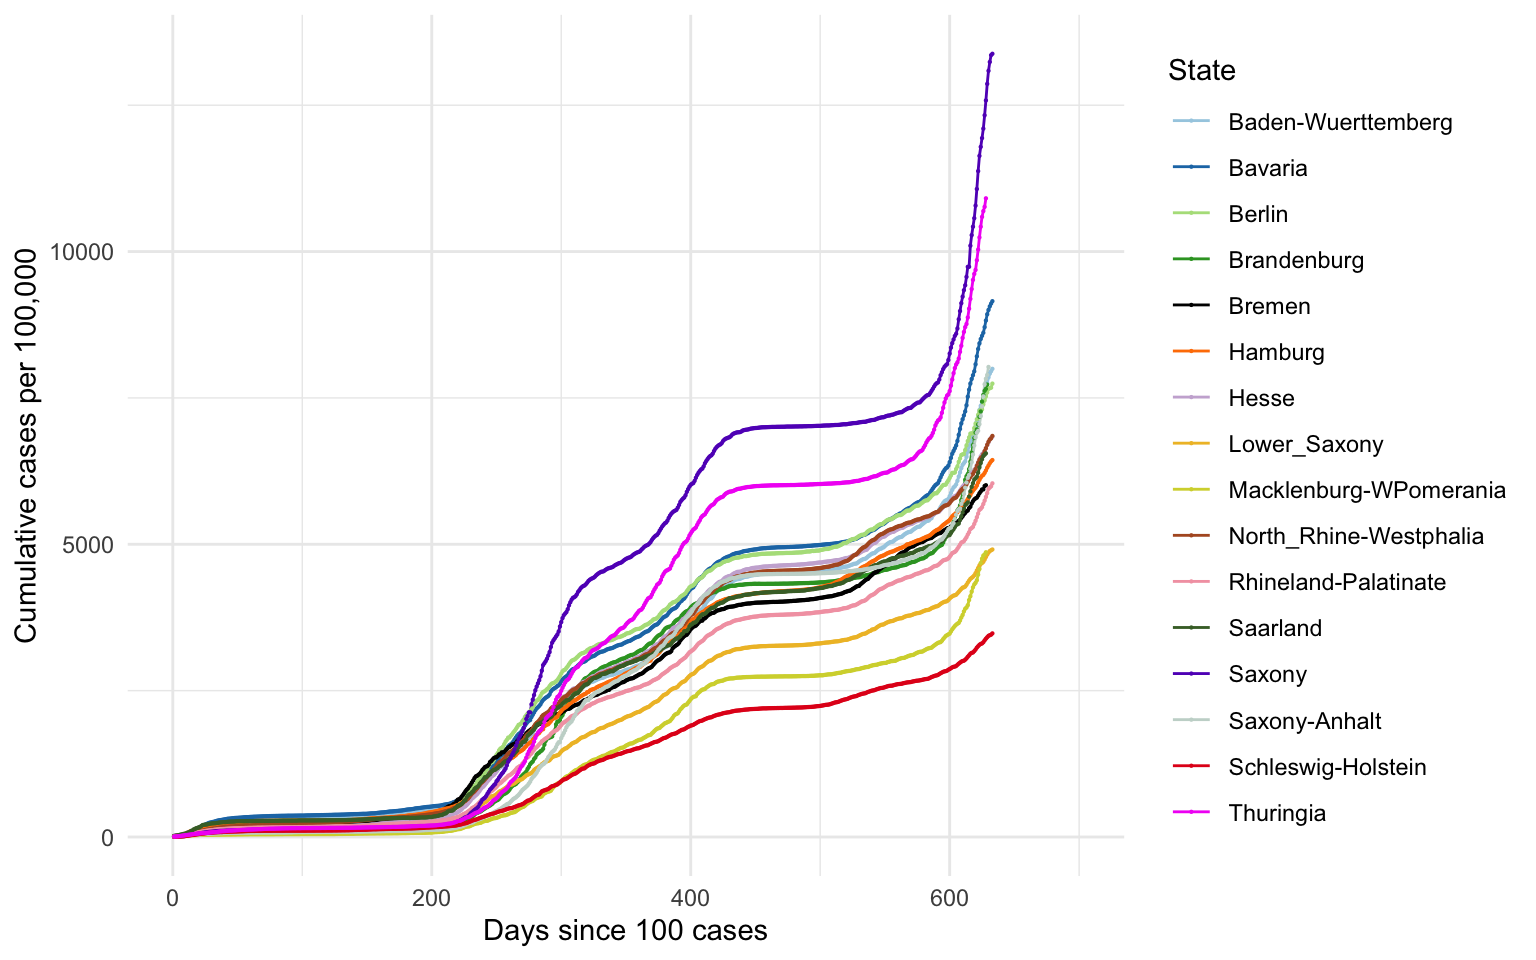 Cumulative cases per 100,000
10000
5000
0
0 200 400 600
Days since 100 cases
State
Baden-Wuerttemberg
Bavaria
Berlin
Brandenburg
Bremen
Hamburg
Hesse
Lower_Saxony
Macklenburg-WPomerania
North_Rhine-Westphalia
Rhineland-Palatinate
Saarland
Saxony
Saxony-Anhalt
Schleswig-Holstein
Thuringia